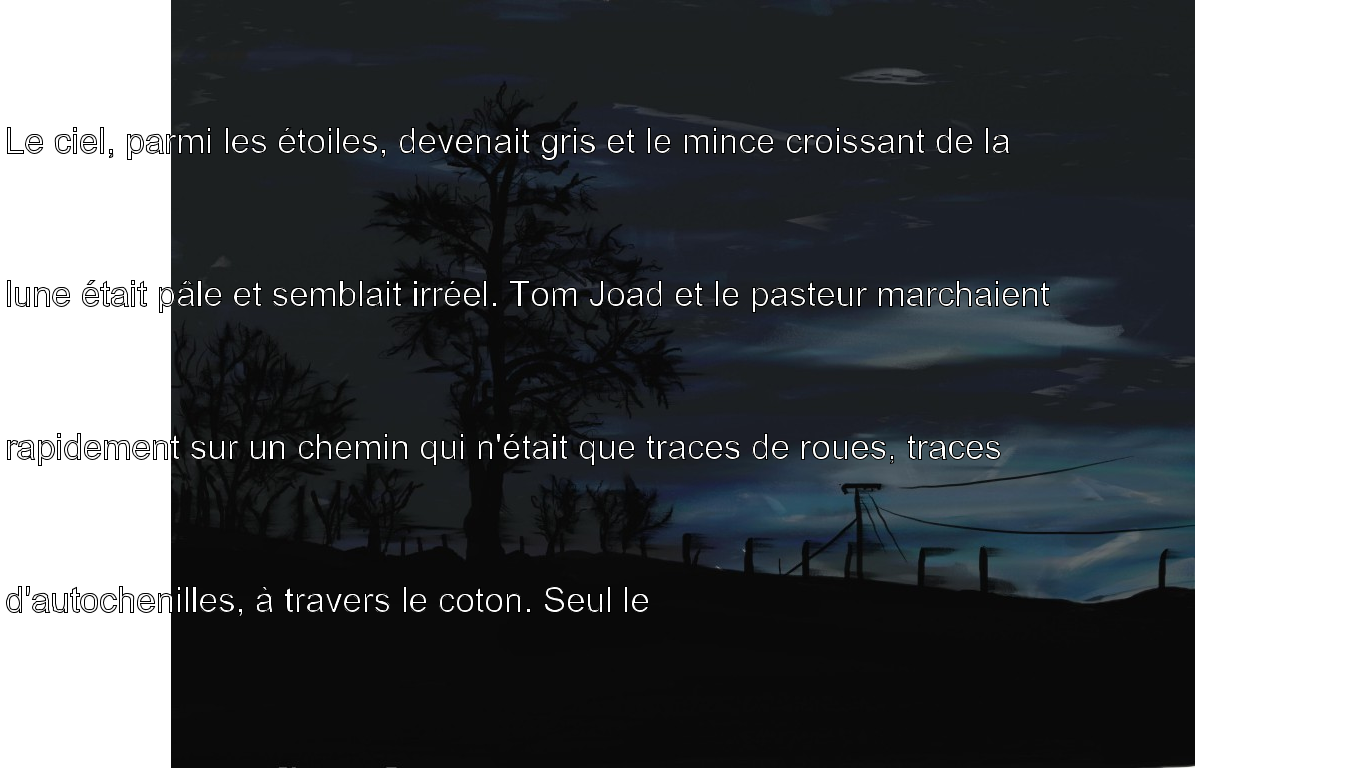 Le ciel, parmi les étoiles, devenait gris et le mince croissant de la
lune était pâle et semblait irréel. Tom Joad et le pasteur marchaient
rapidement sur un chemin qui n'était que traces de roues, traces
d'autochenilles, à travers le coton. Seul le